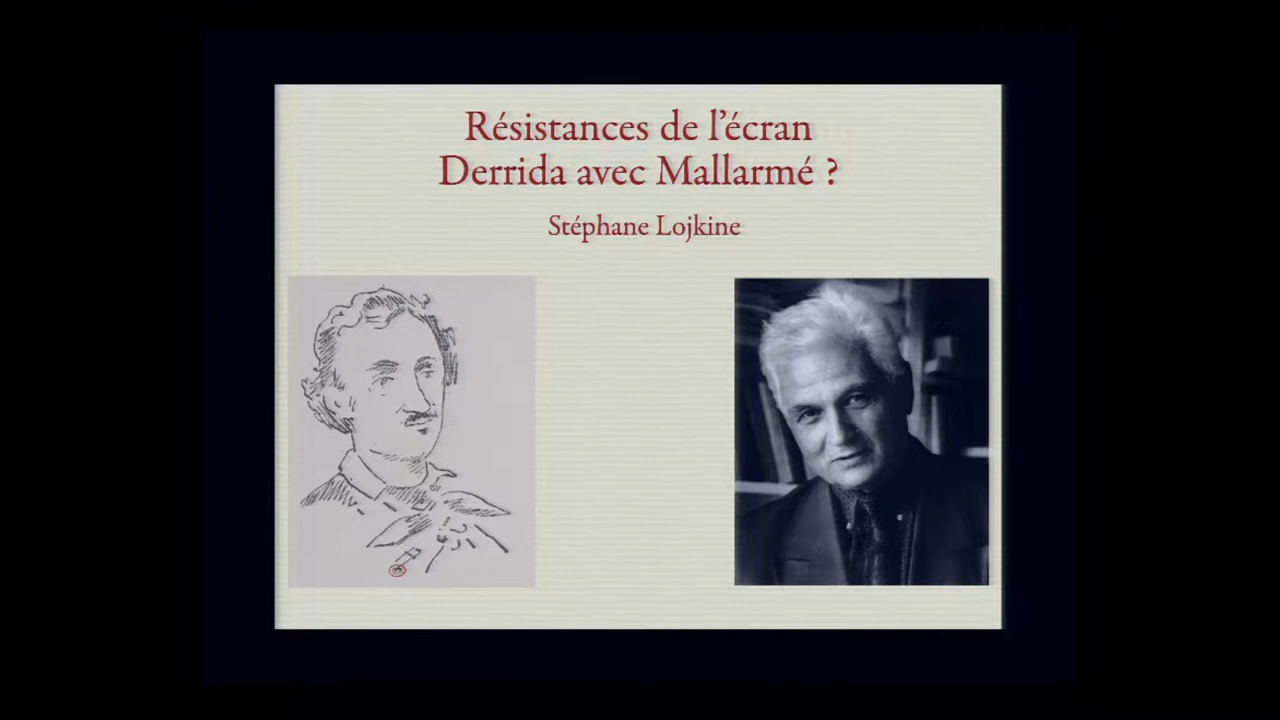 Résistances de l'écran
Derrida avec Mallarmé ?
Stéphane Lojkine